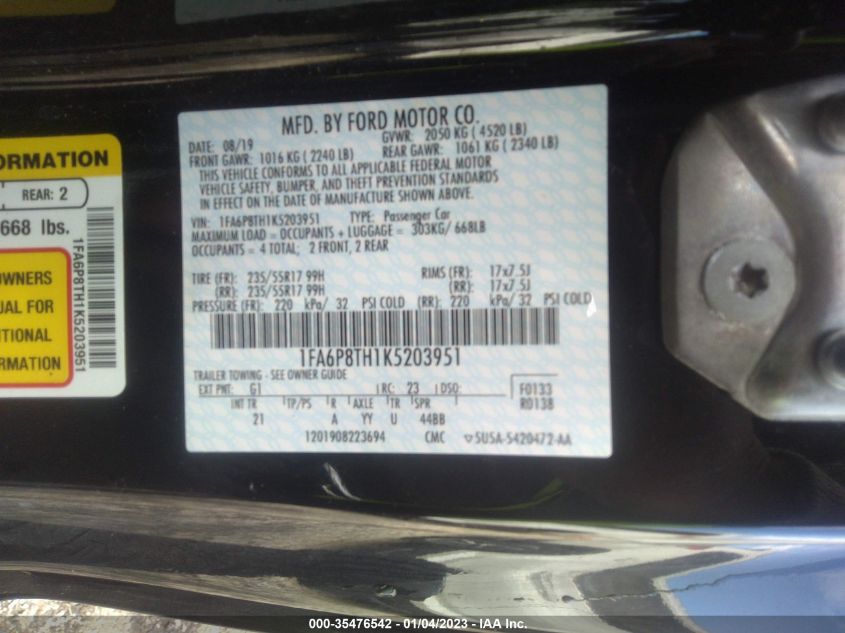 ORMATION
REAR: 2
668 lbs.
OWNERS
UAL FOR
ITIONAL
FORMATION
1FA6P8TH1K5203951
MFD. BY FORD MOTOR CO.
DATE: 08/19 GVWR: 2050 KG ( 4520 LB)
FRONT GAWR: 1016 KG ( 2240 LB) REAR GAWR: 1061 KG ( 2340 LB)
THIS VEHICLE CONFORMS TO ALL APPLICABLE FEDERAL MOTOR
VEHICLE SAFETY, BUMPER, AND THEFT PREVENTION STANDARDS
IN EFFECT ON THE DATE OF MANUFACTURE SHOWN ABOVE.
VIN: 1FA6P8TH1K5203951 TYPE: Passenger Car
MAXIMUM LOAD = OCCUPANTS + LUGGAGE = 303KG/ 668LB
OCCUPANTS = 4 TOTAL; 2 FRONT, 2 REAR
TIRE (FR): 235/55R17 99H RIMS (FR): 17x7.5J
(RR): 235/55R17 99H (RR): 17x7.5J
PRESSURE (FR): 220 kPa/ 32 PSI COLD (RR): 220 kPa/ 32 PSI COLD
1FA6P8TH1K5203951
TRAILER TOWING - SEE OWNER GUIDE
EXT PNT: G1 RC: 23 DSO: F0133
INT TR TP/PS R AXLE TR SPR R0138
21 A YY U 44BB
1201908223694 CMC 5U5A-5420472-AA
000-35476542 - 01/04/2023 - IAA Inc.